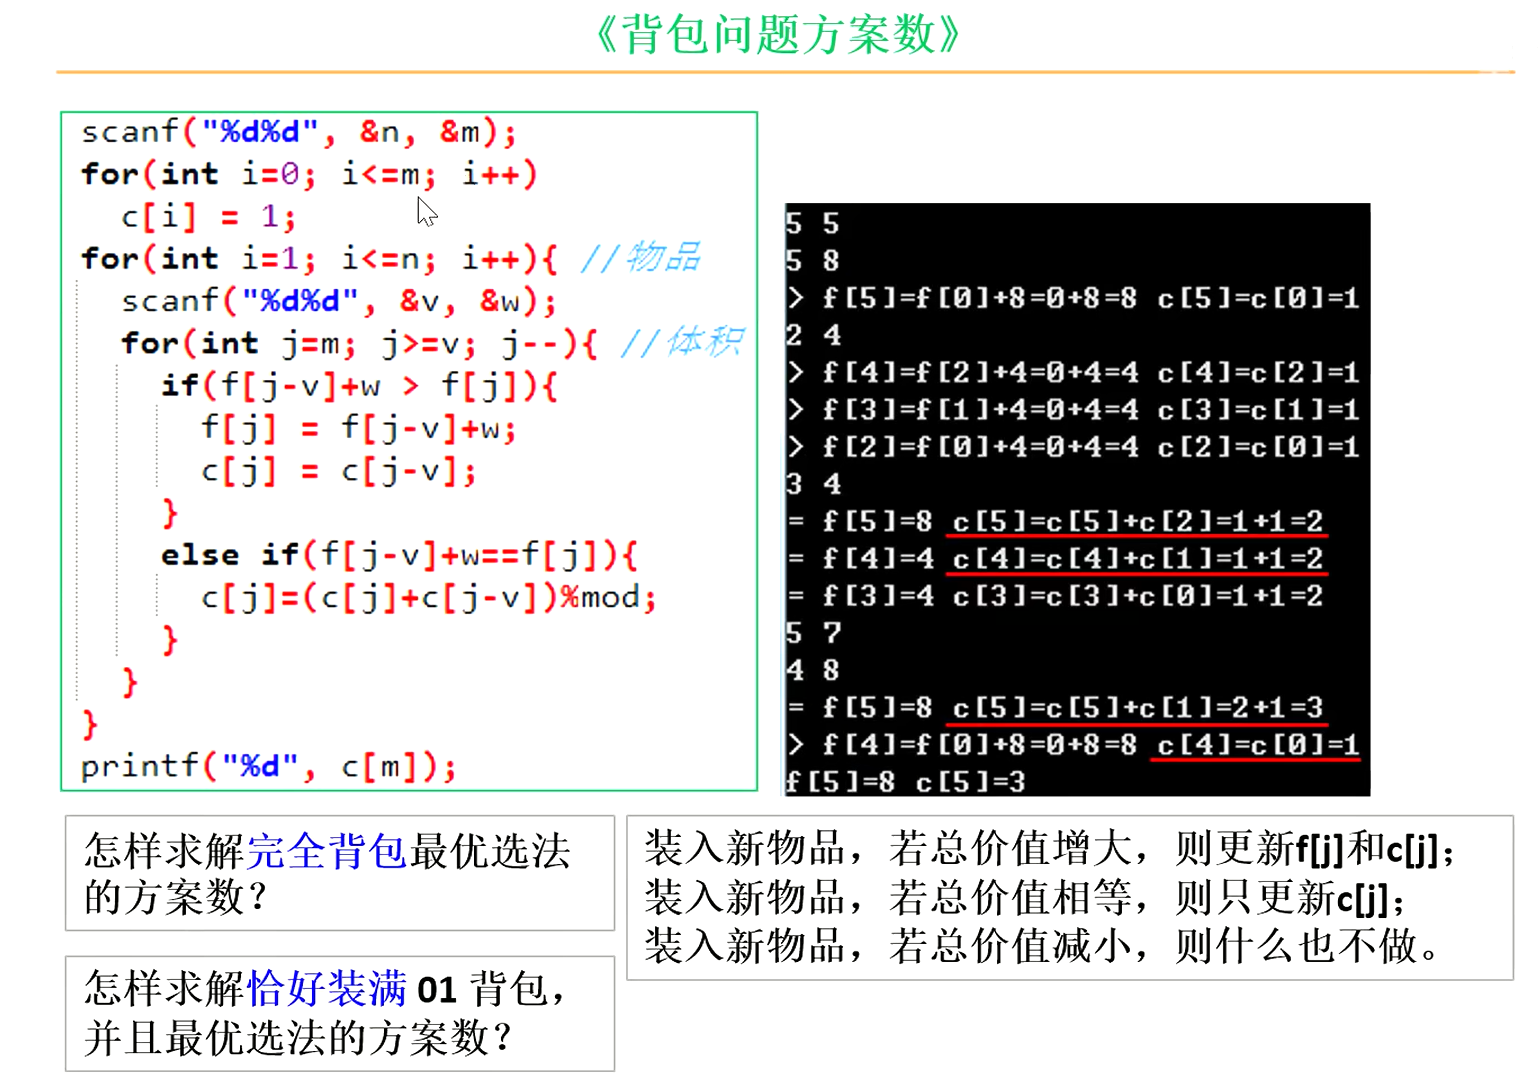 《背包问题方案数》
scanf("%d%d", &n, &m);
for(int i=0; i<=m; i++)
c[i] = 1;
for(int i=1; i<=n; i++){ //物品
scanf("%d%d", &v, &w);
for(int j=m; j>=v; j--){ //体积
if(f[j-v]+w > f[j]){
f[j] = f[j-v]+w;
c[j] = c[j-v];
}
else if(f[j-v]+w==f[j]){
c[j]=(c[j]+c[j-v])%mod;
}
}
}
printf("%d", c[m]);
5 5
5 8
> f[5]=f[0]+8=0+8=8 c[5]=c[0]=1
2 4
> f[4]=f[2]+4=0+4=4 c[4]=c[2]=1
> f[3]=f[1]+4=0+4=4 c[3]=c[1]=1
> f[2]=f[0]+4=0+4=4 c[2]=c[0]=1
3 4
= f[5]=8 c[5]=c[5]+c[2]=1+1=2
= f[4]=4 c[4]=c[4]+c[1]=1+1=2
= f[3]=4 c[3]=c[3]+c[0]=1+1=2
5 7
4 8
= f[5]=8 c[5]=c[5]+c[1]=2+1=3
> f[4]=f[0]+8=0+8=8 c[4]=c[0]=1
f[5]=8 c[5]=3
怎样求解完全背包最优选法
的方案数？
怎样求解恰好装满 01 背包，
并且最优选法的方案数？
装入新物品，若总价值增大，则更新f[j]和c[j]；
装入新物品，若总价值相等，则只更新c[j]；
装入新物品，若总价值减小，则什么也不做。